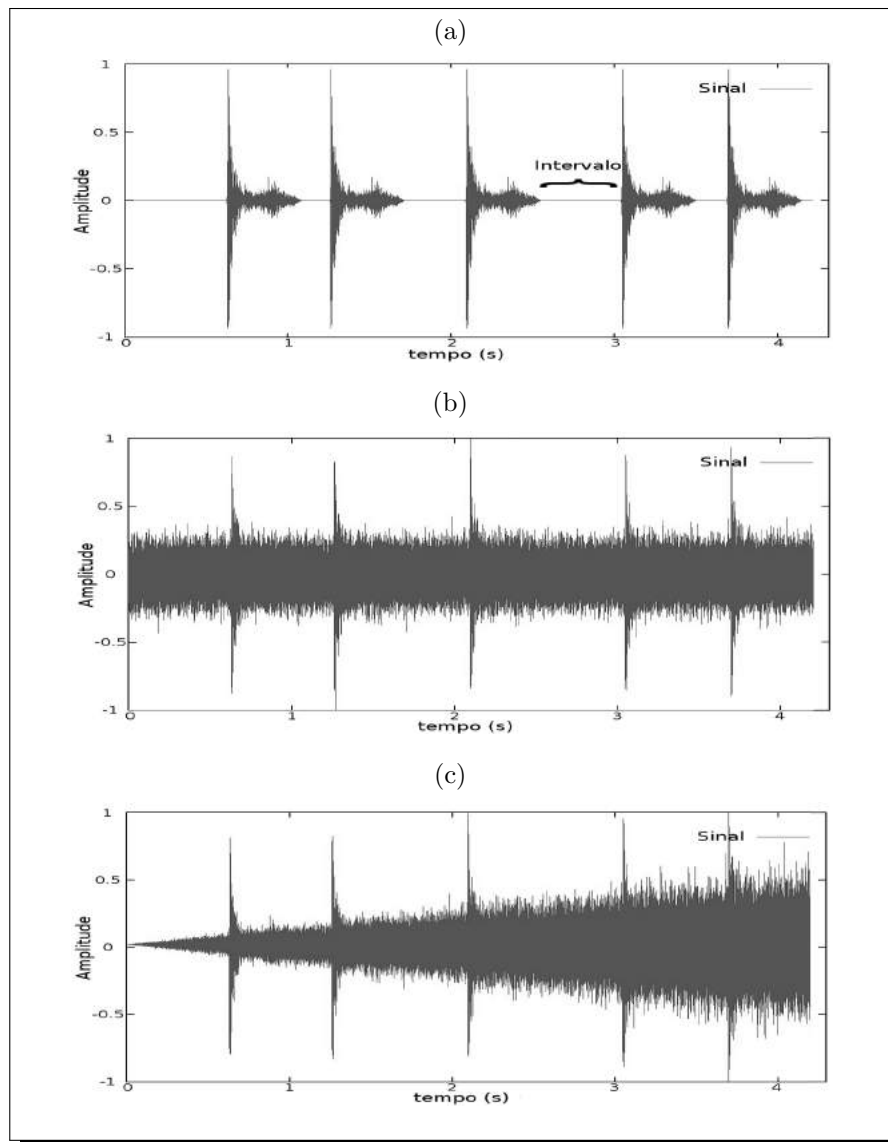 (a)
1
Sinal
0.5
Intervalo
Amplitude
0
-0.5
-1
0 1 2 3 4
tempo (s)
(b)
1
Sinal
0.5
Amplitude
0
-0.5
-1
0 1 2 3 4
tempo (s)
(c)
1
Sinal
0.5
Amplitude
0
-0.5
-1
0 1 2 3 4
tempo (s)